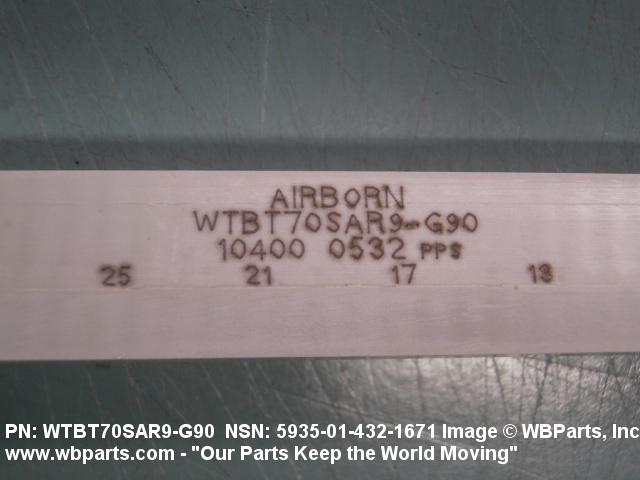 AIRBORN
WTBT70SAR9-G90
10400 0532 PPS
25 21 17 13
PN: WTBT70SAR9-G90 NSN: 5935-01-432-1671 Image © WBParts, Inc
www.wbparts.com - "Our Parts Keep the World Moving"